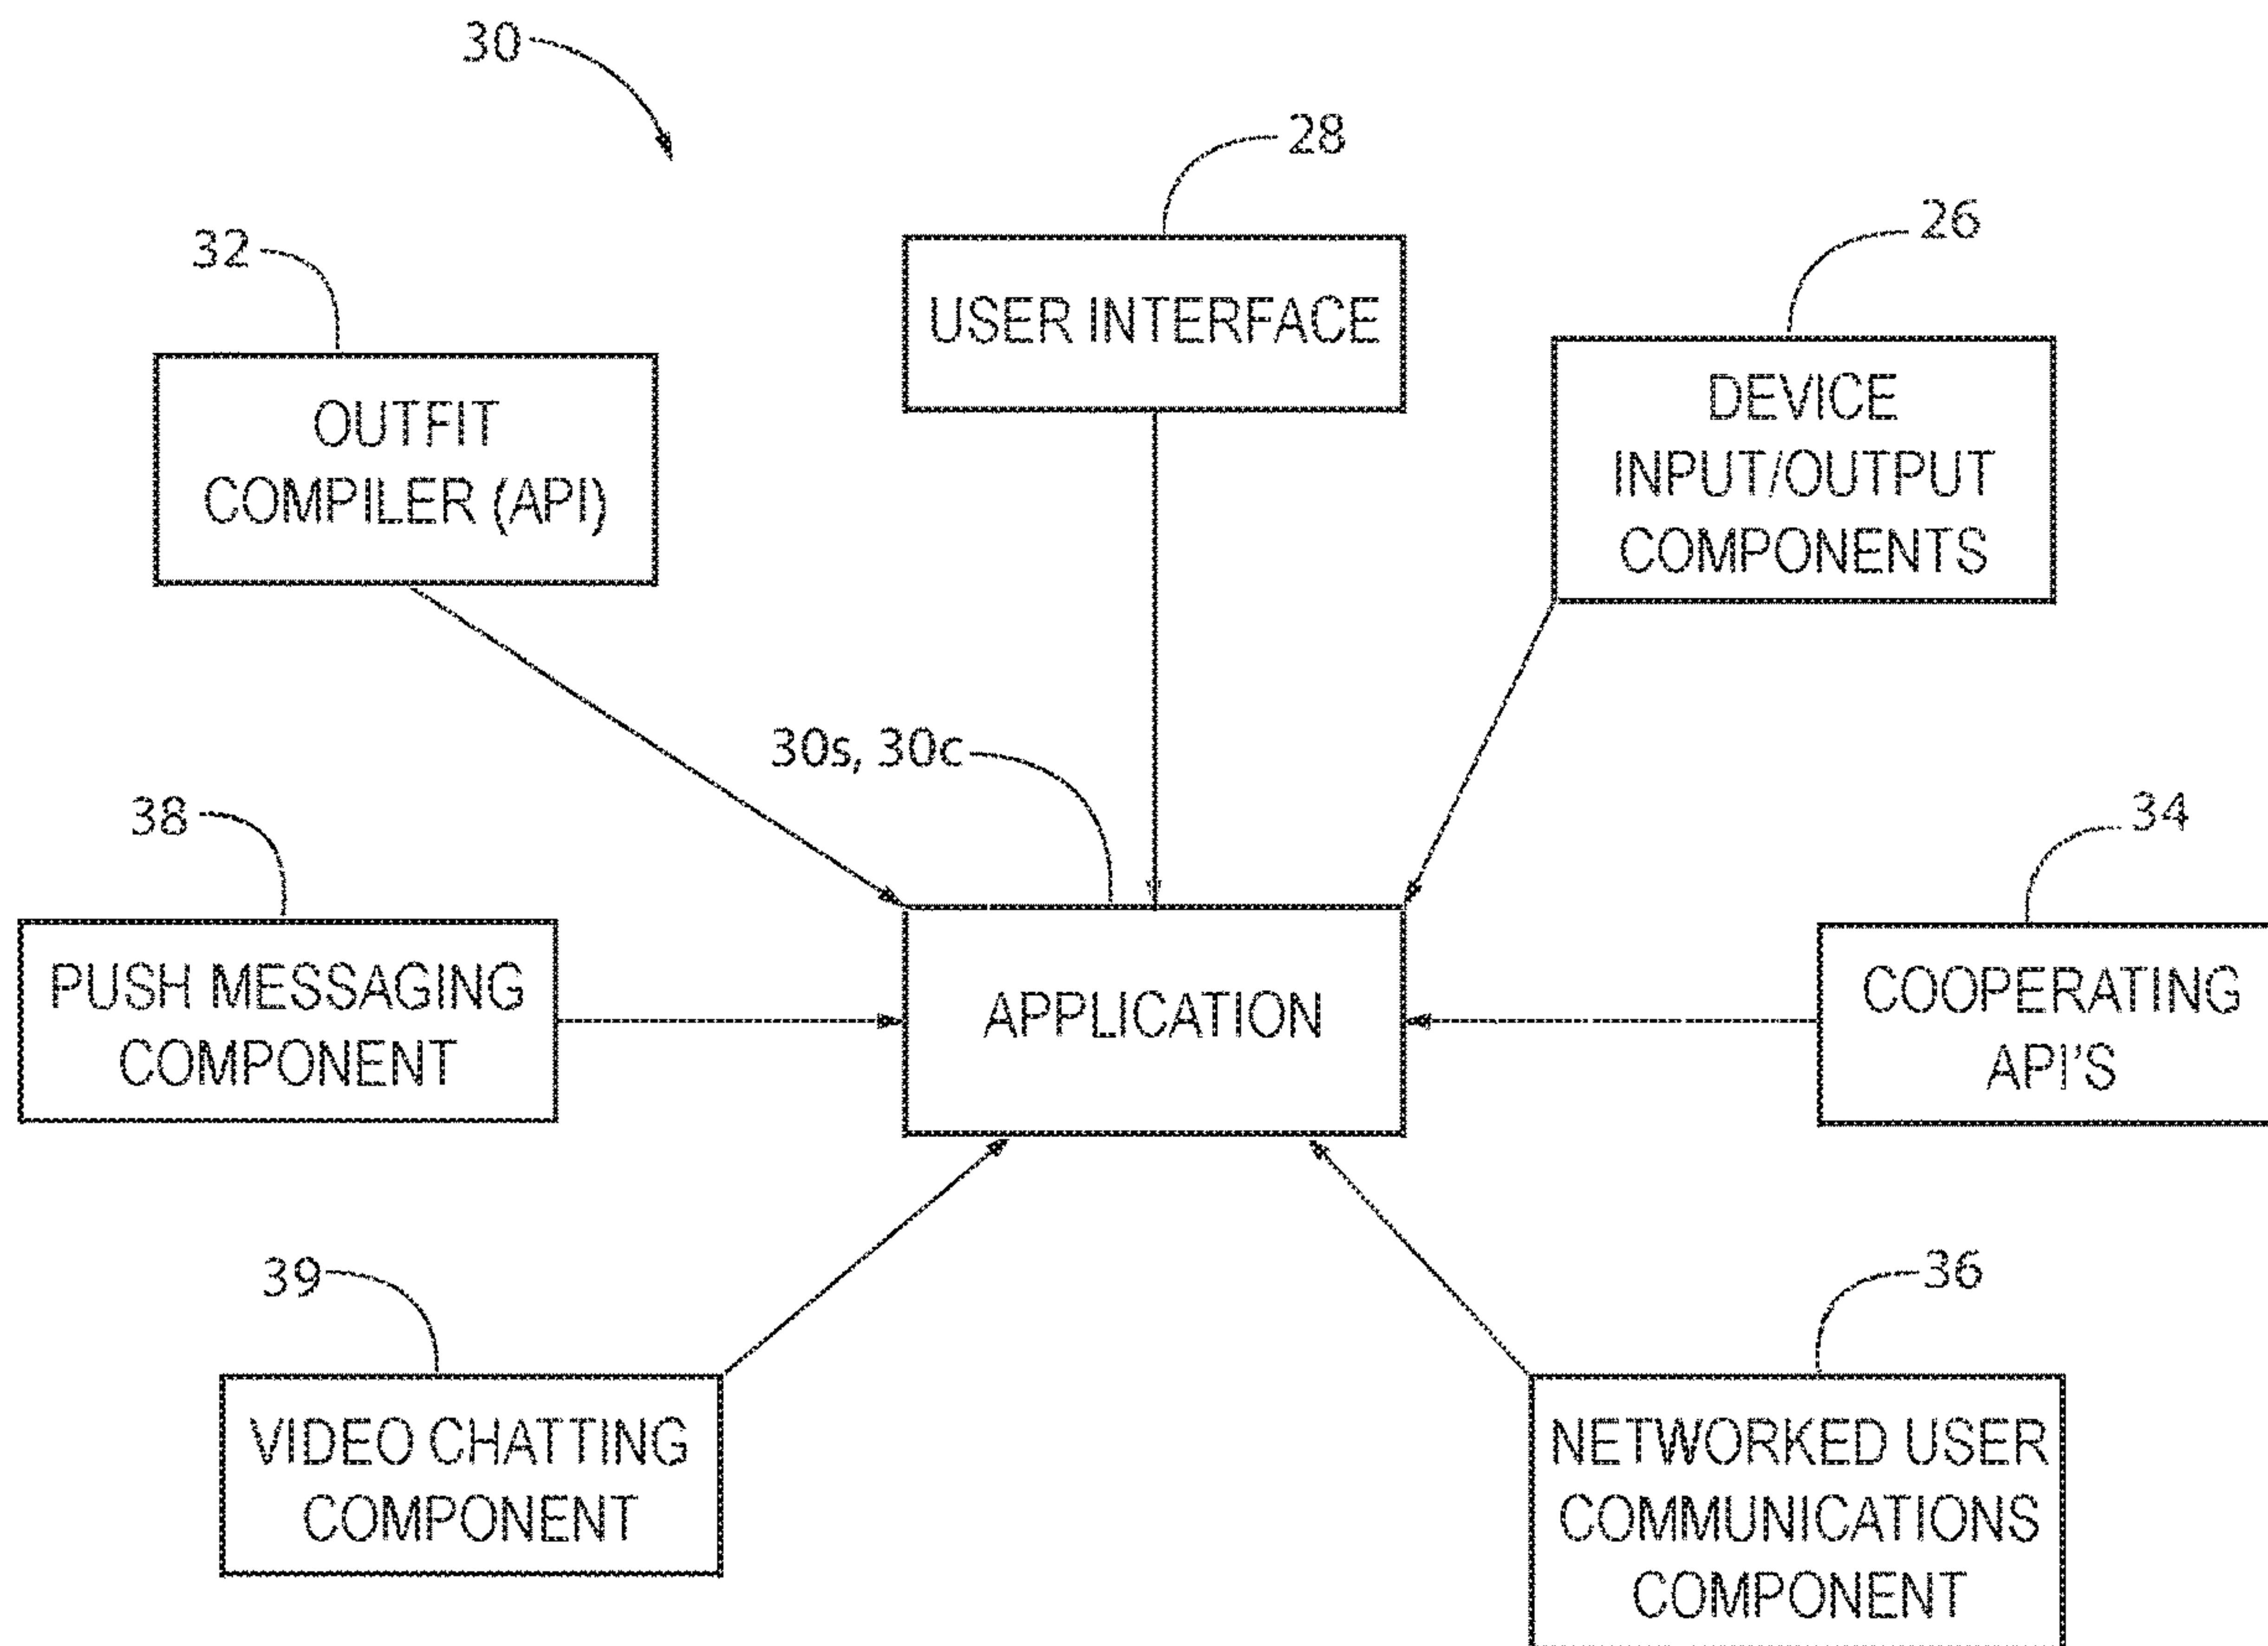 30
28
26
32
USER INTERFACE
DEVICE
INPUT/OUTPUT
COMPONENTS
OUTFIT
COMPILER (API)
30s, 30c
38
34
PUSH MESSAGING
COMPONENT
APPLICATION
COOPERATING
API'S
39
36
VIDEO CHATTING
COMPONENT
NETWORKED USER
COMMUNICATIONS
COMPONENT